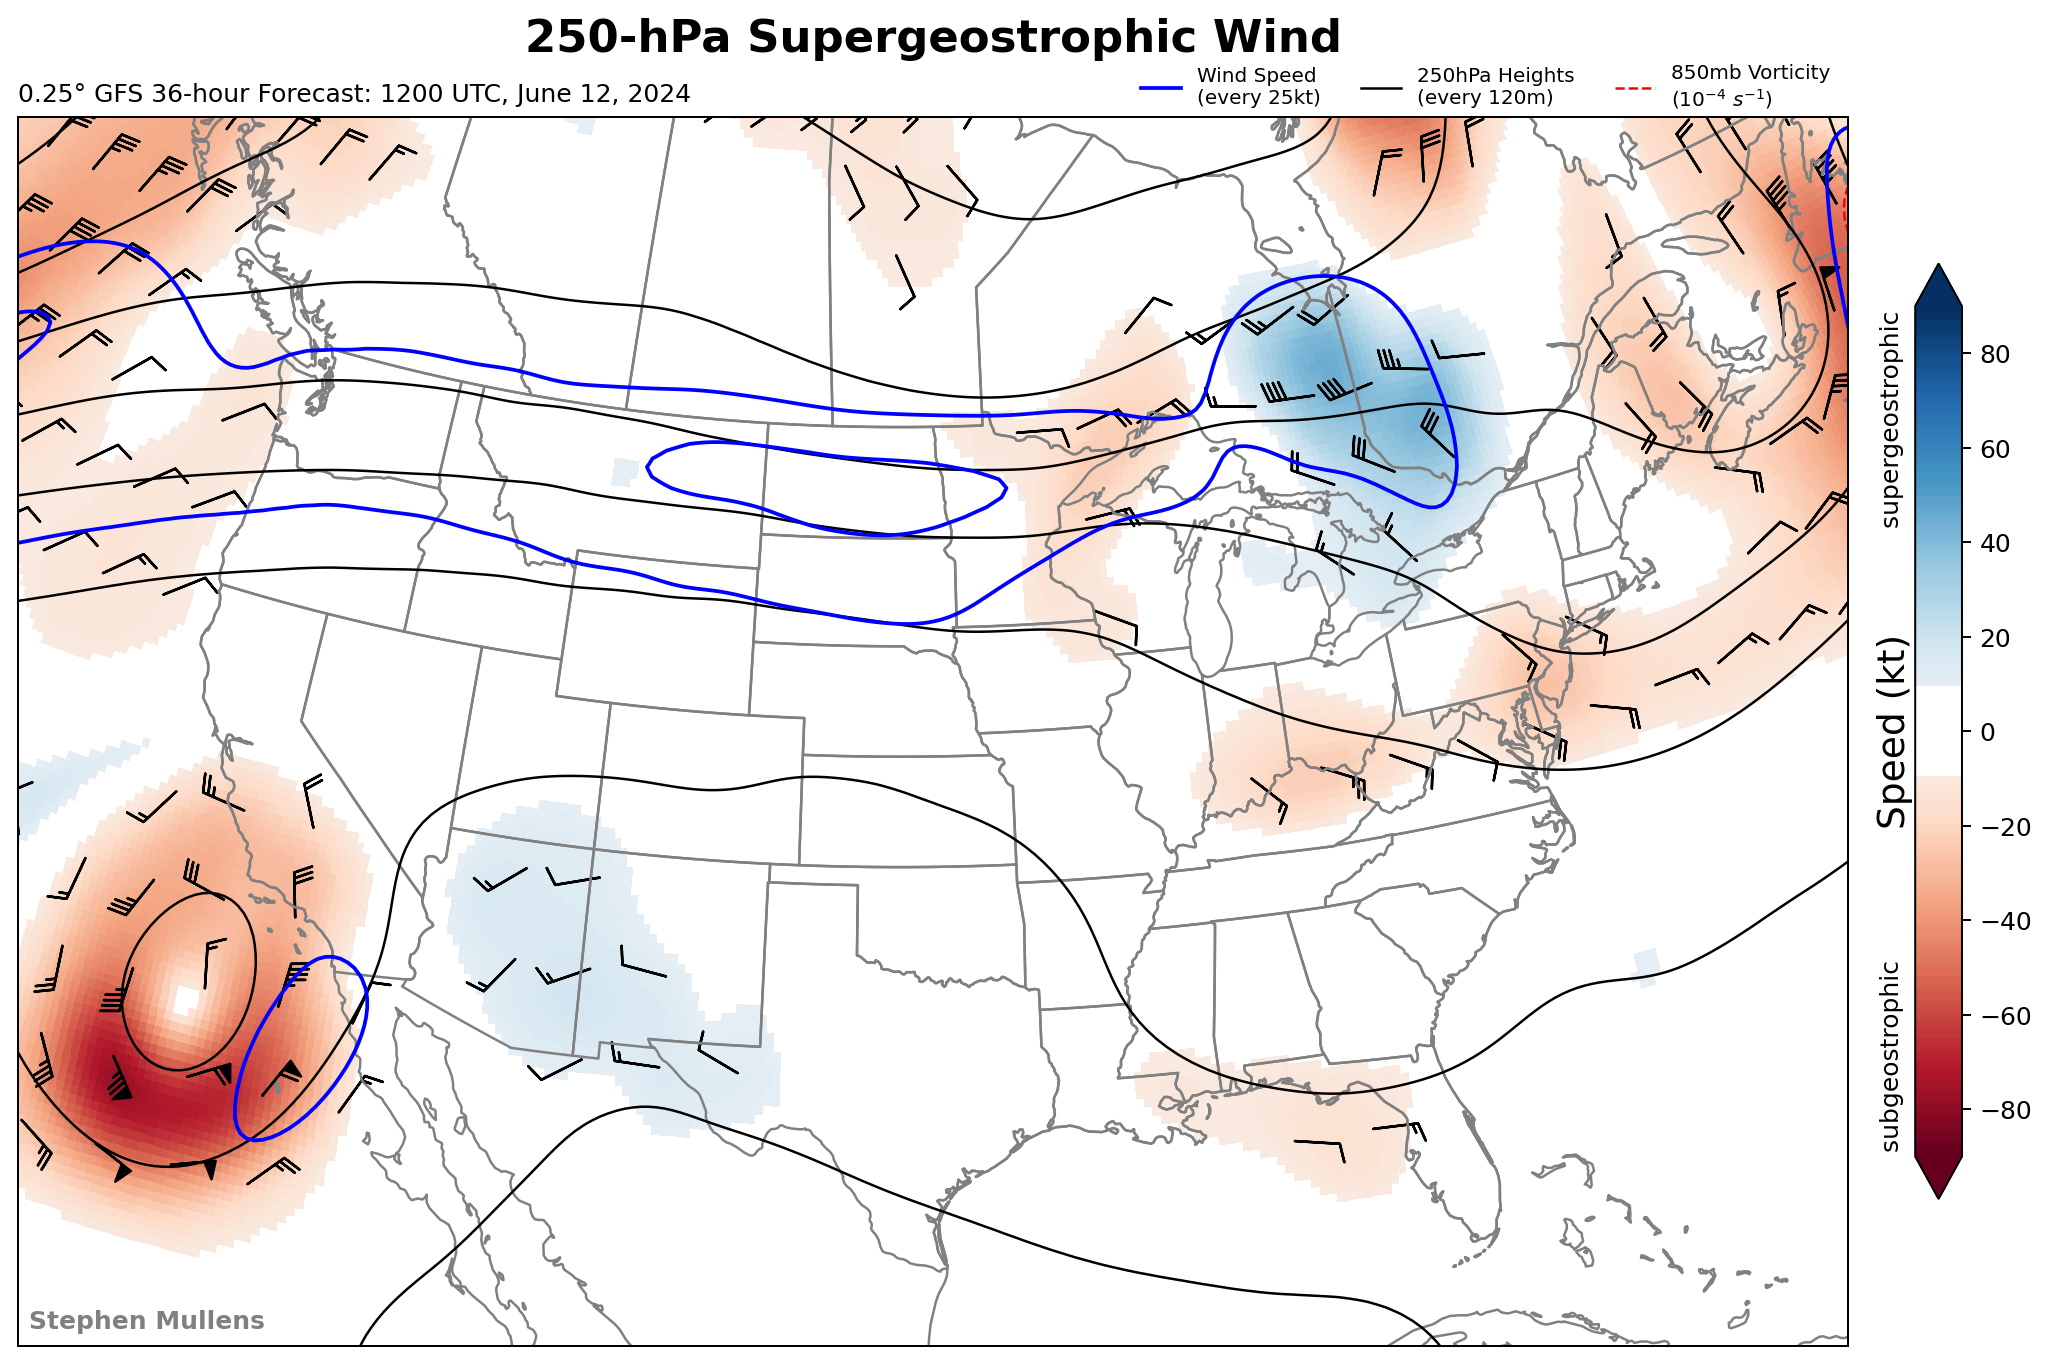 250-hPa Supergeostrophic Wind
0.25° GFS 36-hour Forecast: 1200 UTC, June 12, 2024
Wind Speed
(every 25kt)
250hPa Heights
(every 120m)
850mb Vorticity
(10⁻⁴ s⁻¹)
supergeostrophic
Speed (kt)
subgeostrophic
80
60
40
20
0
−20
−40
−60
−80
Stephen Mullens